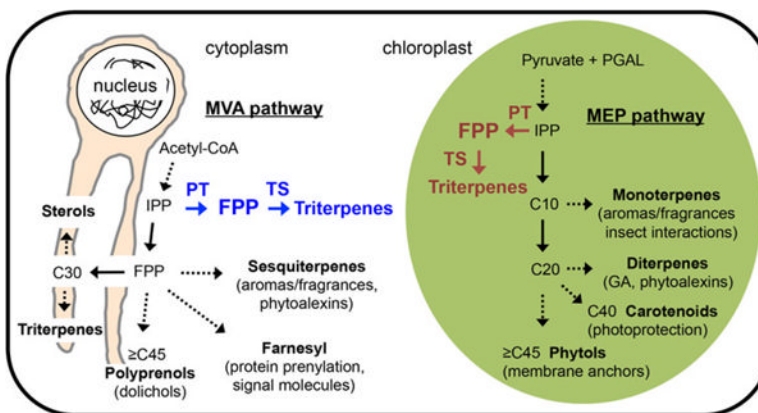 cytoplasm
chloroplast
nucleus
MVA pathway
Acetyl-CoA
Sterols
IPP
PT
FPP
TS
Triterpenes
C30
FPP
Sesquiterpenes
(aromas/fragrances,
phytoalexins)
Triterpenes
≥C45
Polyprenols
(dolichols)
Farnesyl
(protein prenylation,
signal molecules)
Pyruvate + PGAL
MEP pathway
PT
FPP
IPP
TS
Triterpenes
C10
Monoterpenes
(aromas/fragrances
insect interactions)
C20
Diterpenes
(GA, phytoalexins)
C40 Carotenoids
(photoprotection)
≥C45 Phytols
(membrane anchors)